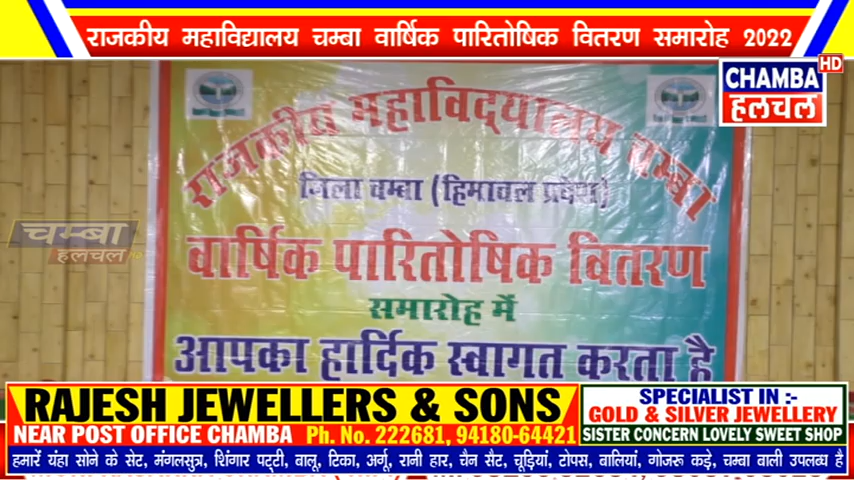 राजकीय महाविद्यालय चम्बा वार्षिक पारितोषिक वितरण समारोह 2022
CHAMBA HD
हलचल
राजकीय महाविद्यालय चम्बा
जिला चम्बा (हिमाचल प्रदेश)
चम्बा
हलचल HD
वार्षिक पारितोषिक वितरण
समारोह में
आपका हार्दिक स्वागत करता है
RAJESH JEWELLERS & SONS
NEAR POST OFFICE CHAMBA Ph. No. 222681, 94180-64421
SPECIALIST IN :-
GOLD & SILVER JEWELLERY
SISTER CONCERN LOVELY SWEET SHOP
हमारें यंहा सोने के सेट, मंगलसुत्र, शिंगार पट्टी, वालू, टिका, अर्गू, रानी हार, चैन सैट, चूड़ियां, टोपस, वालियां, गोजरू कड़े, चम्बा वाली उपलब्ध है